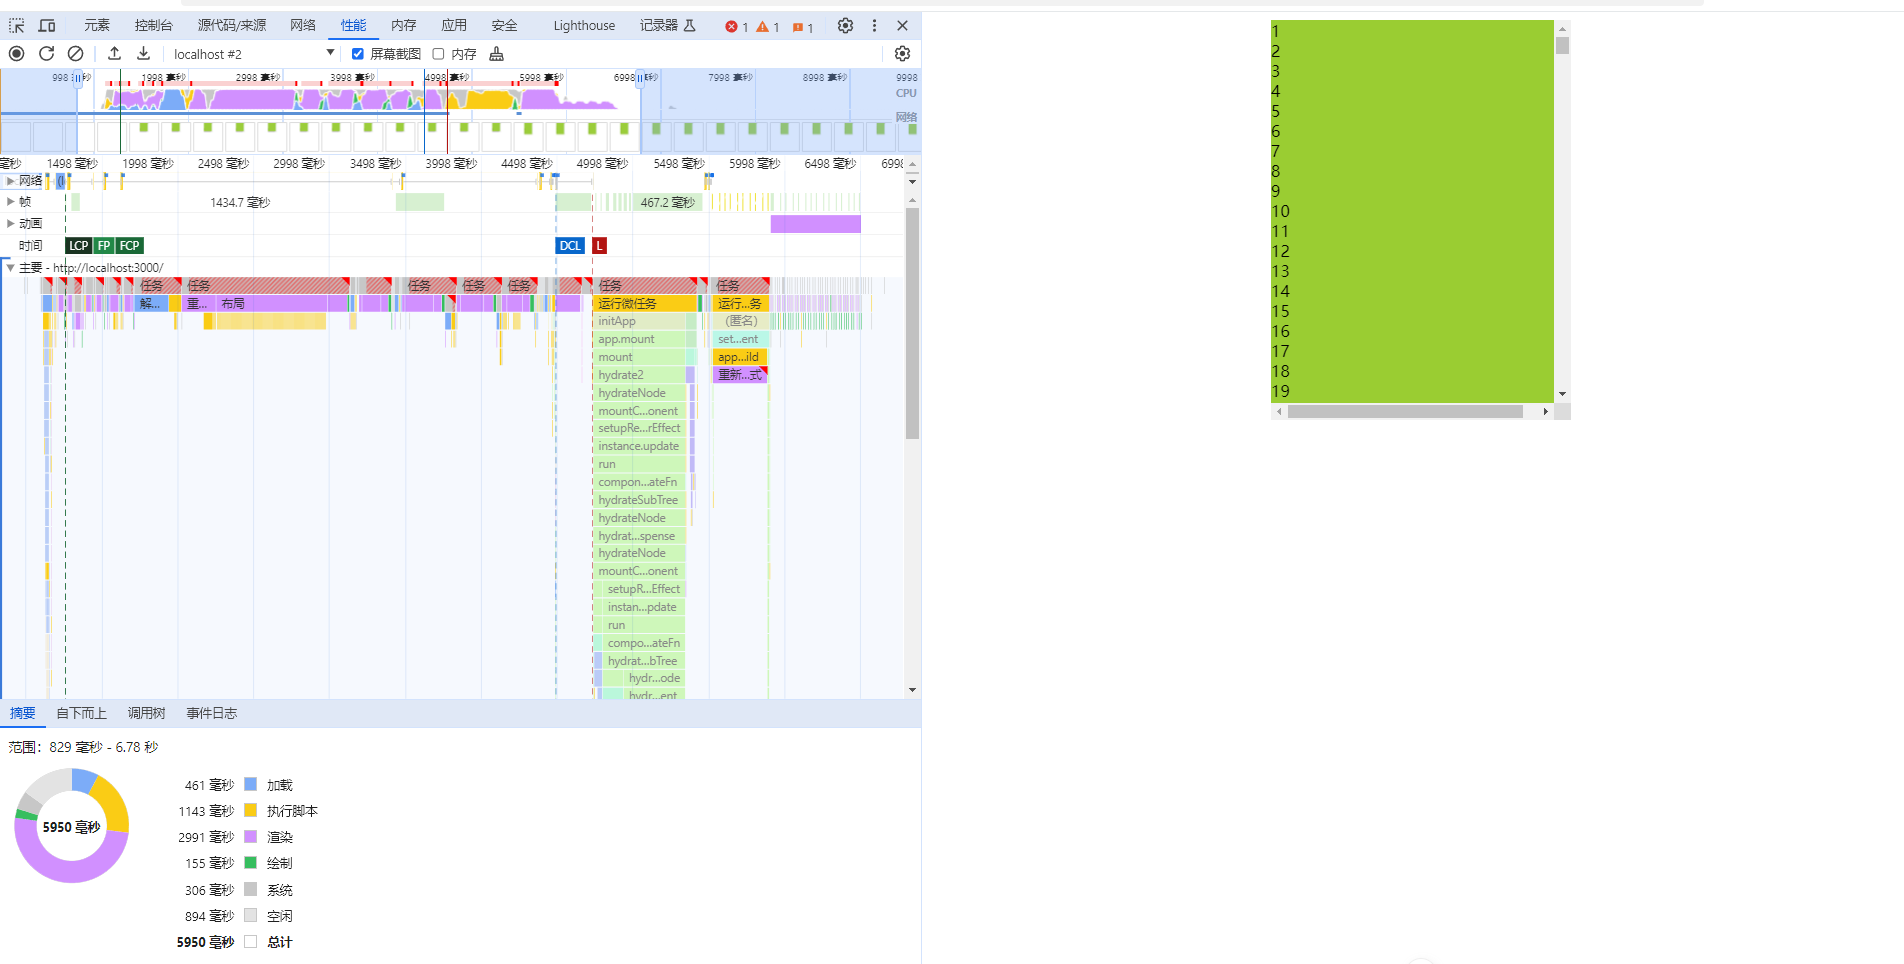 元素 控制台 源代码/来源 网络 性能 内存 应用 安全 Lighthouse 记录器 1 1 1
localhost #2 屏幕截图 内存
998 毫秒 1998 毫秒 2998 毫秒 3998 毫秒 4998 毫秒 5998 毫秒 6998 毫秒 7998 毫秒 8998 毫秒 9998
CPU
网络
毫秒 1498 毫秒 1998 毫秒 2498 毫秒 2998 毫秒 3498 毫秒 3998 毫秒 4498 毫秒 4998 毫秒 5498 毫秒 5998 毫秒 6498 毫秒 6998
网络
帧 1434.7 毫秒 467.2 毫秒
动画
时间 LCP FP FCP DCL L
主要 - http://localhost:3000/
任务 任务 任务 任务 任务 任务 任务
解... 重... 布局 运行微任务 运行...务
initApp (匿名)
app.mount set...ent
mount app...ild
hydrate2 重新...式
hydrateNode
mountC...onent
setupRe...rEffect
instance.update
run
compon...ateFn
hydrateSubTree
hydrateNode
hydrat...spense
hydrateNode
mountC...onent
setupR...Effect
instan...pdate
run
compo...ateFn
hydrat...bTree
hydr...ode
hydr...ent
摘要 自下而上 调用树 事件日志
范围：829 毫秒 - 6.78 秒
5950 毫秒
461 毫秒 加载
1143 毫秒 执行脚本
2991 毫秒 渲染
155 毫秒 绘制
306 毫秒 系统
894 毫秒 空闲
5950 毫秒 总计
1
2
3
4
5
6
7
8
9
10
11
12
13
14
15
16
17
18
19